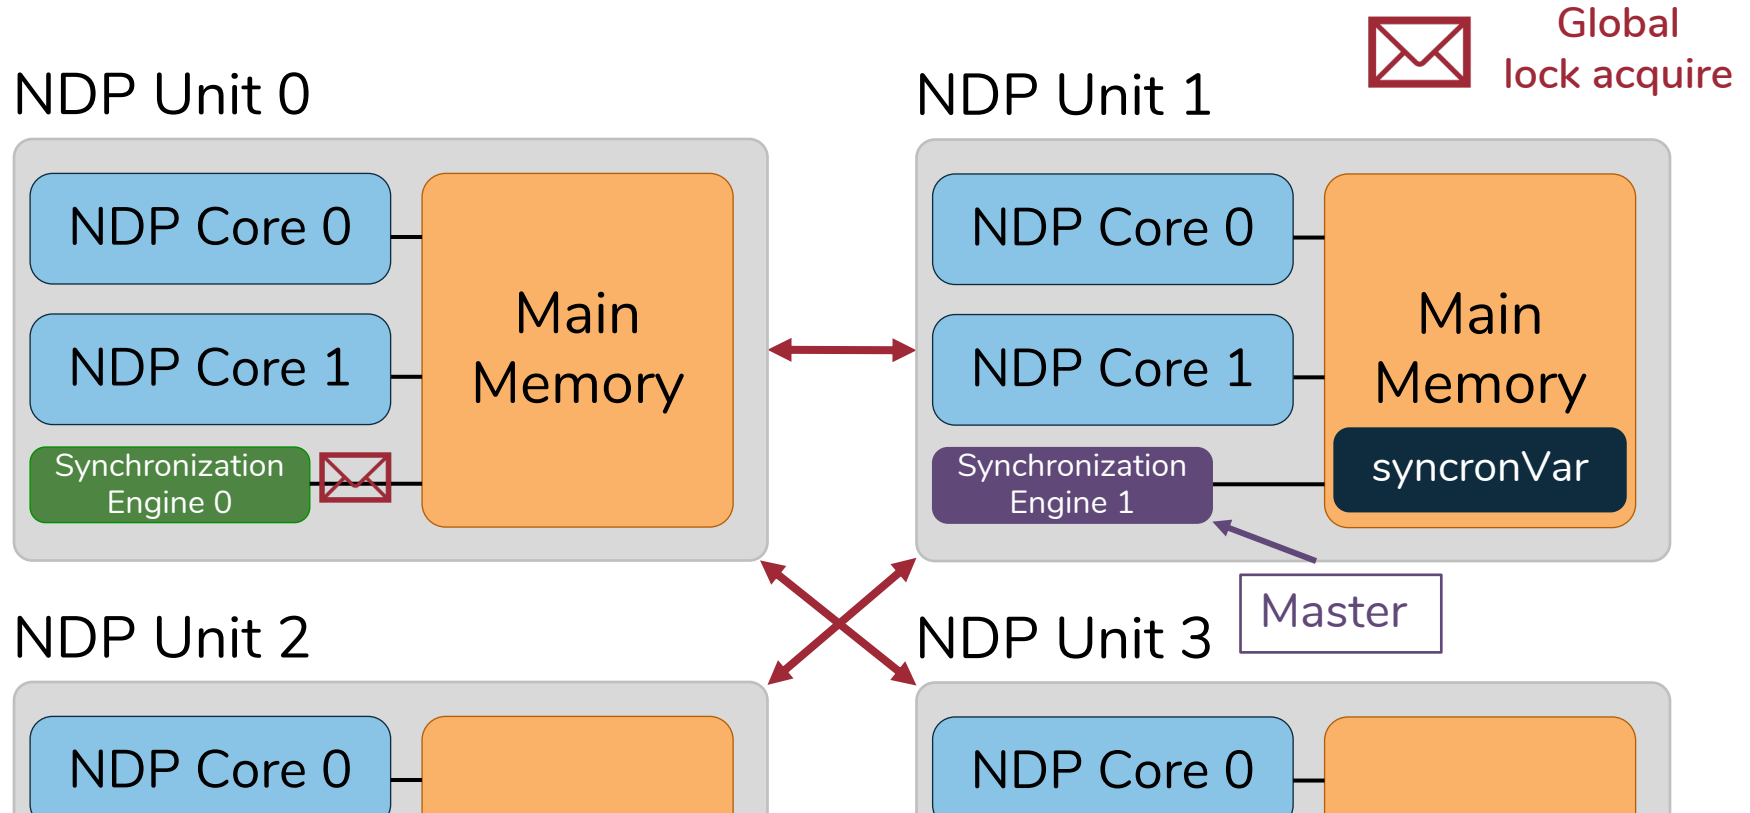 Global
lock acquire
NDP Unit 0
NDP Core 0
NDP Core 1
Synchronization
Engine 0
Main
Memory
NDP Unit 1
NDP Core 0
NDP Core 1
Synchronization
Engine 1
Main
Memory
syncronVar
Master
NDP Unit 2
NDP Core 0
NDP Unit 3
NDP Core 0